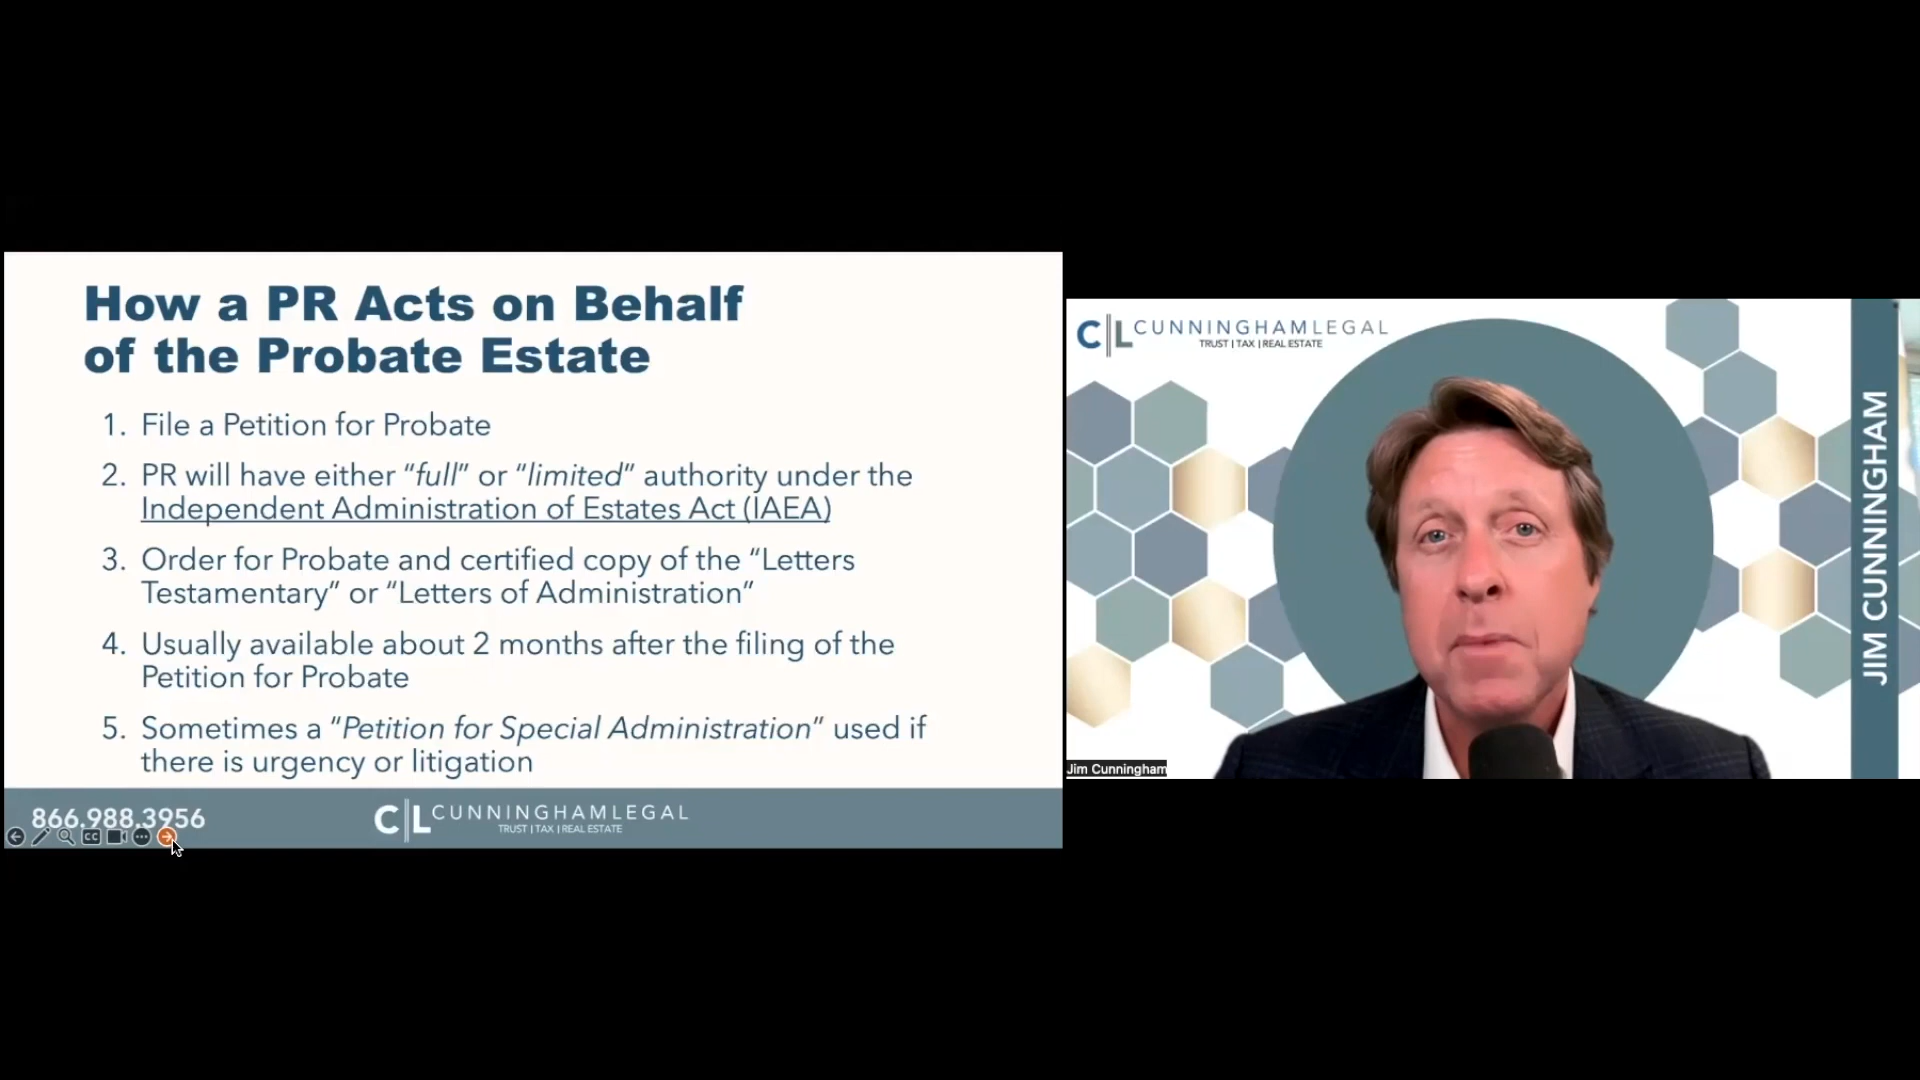 How a PR Acts on Behalf
of the Probate Estate
1. File a Petition for Probate
2. PR will have either “full” or “limited” authority under the
Independent Administration of Estates Act (IAEA)
3. Order for Probate and certified copy of the “Letters
Testamentary” or “Letters of Administration”
4. Usually available about 2 months after the filing of the
Petition for Probate
5. Sometimes a “Petition for Special Administration” used if
there is urgency or litigation
866.988.3956
CL CUNNINGHAMLEGAL
TRUST | TAX | REAL ESTATE
CC
CL CUNNINGHAMLEGAL
TRUST | TAX | REAL ESTATE
JIM CUNNINGHAM
Jim Cunningham